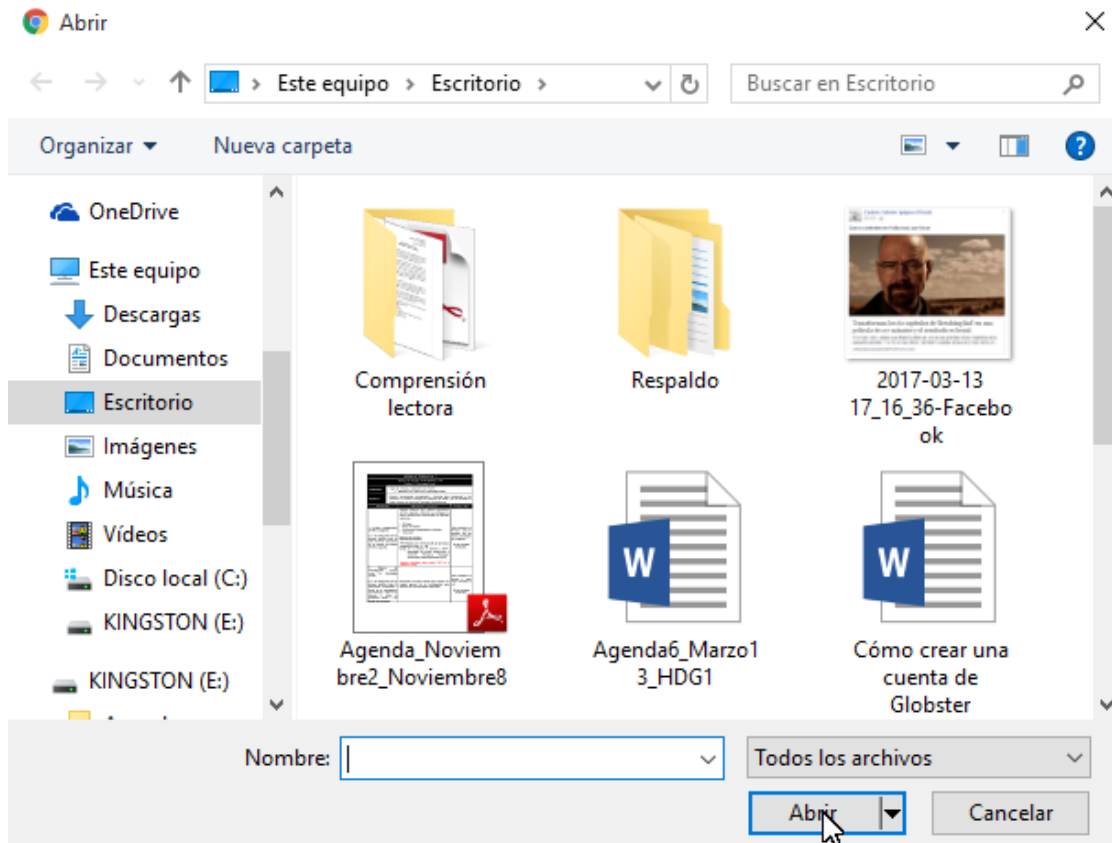 Abrir
Este equipo > Escritorio >
Buscar en Escritorio
Organizar
Nueva carpeta
?
OneDrive
Este equipo
Descargas
Documentos
Escritorio
Imágenes
Música
Vídeos
Disco local (C:)
KINGSTON (E:)
KINGSTON (E:)
Comprensión
lectora
Respaldo
2017-03-13
17_16_36-Facebo
ok
Agenda_Noviem
bre2_Noviembre8
W
Agenda6_Marzo1
3_HDG1
W
Cómo crear una
cuenta de
Globster
Nombre:
Todos los archivos
Abrir
Cancelar